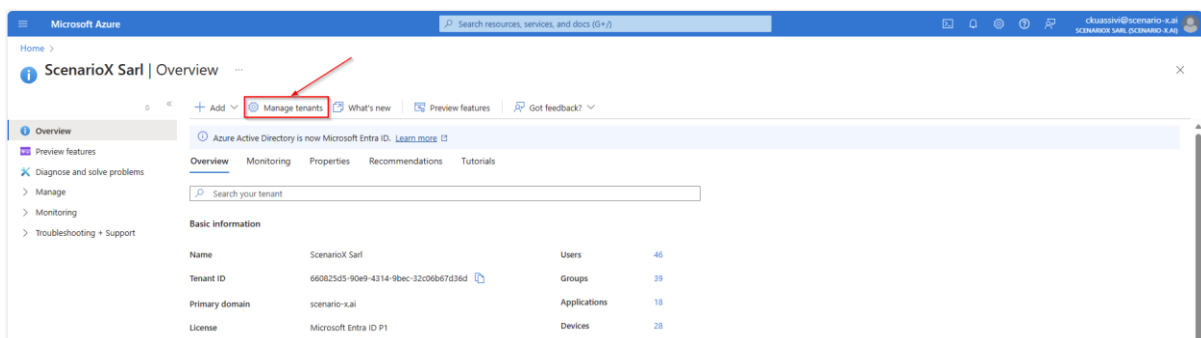 Microsoft Azure
Search resources, services, and docs (G+/)
ckuassivi@scenario-x.ai
SCENARIOX SARL (SCENARIO-X.AI)
Home >
ScenarioX Sarl | Overview ...
+ Add
Manage tenants
What's new
Preview features
Got feedback?
Overview
Preview features
Diagnose and solve problems
Manage
Monitoring
Troubleshooting + Support
Azure Active Directory is now Microsoft Entra ID. Learn more
Overview Monitoring Properties Recommendations Tutorials
Search your tenant
Basic information
Name ScenarioX Sarl Users 46
Tenant ID 660825d5-90e9-4314-9bec-32c06b67d36d Groups 39
Primary domain scenario-x.ai Applications 18
License Microsoft Entra ID P1 Devices 28